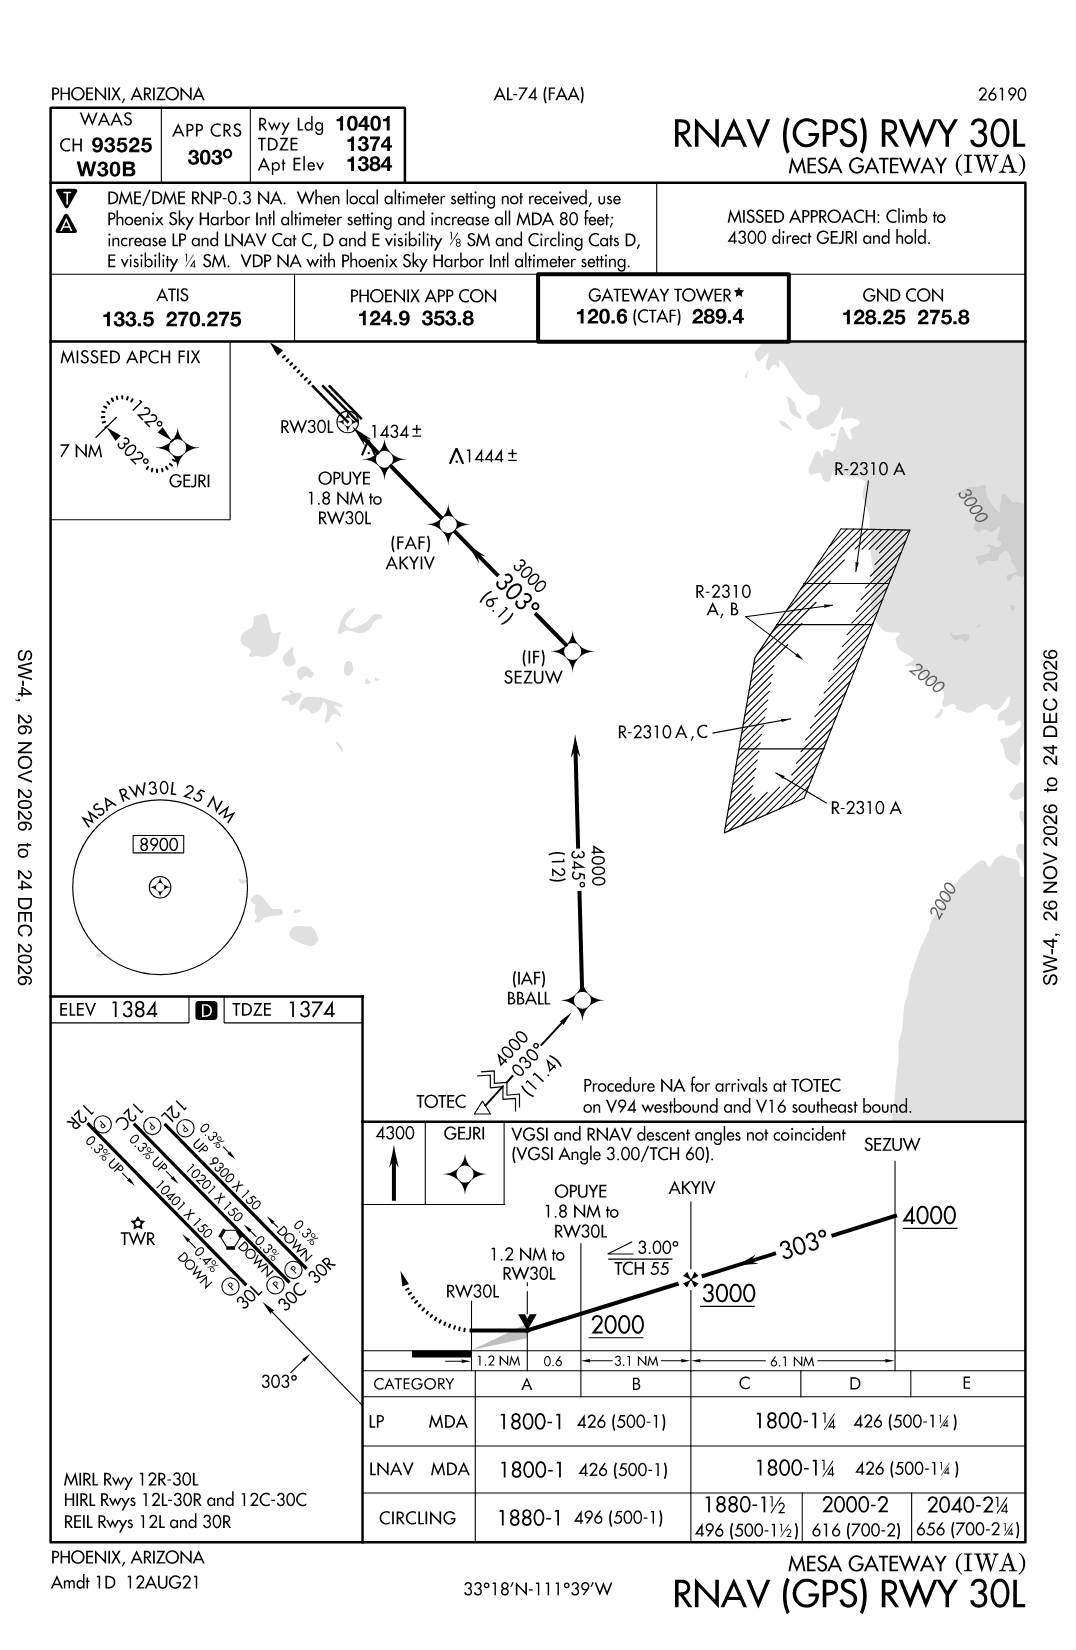 PHOENIX, ARIZONA
AL-74 (FAA)
26190
WAAS
CH 93525
W30B
APP CRS
303°
Rwy Ldg 10401
TDZE 1374
Apt Elev 1384
RNAV (GPS) RWY 30L
MESA GATEWAY (IWA)
T
A
DME/DME RNP-0.3 NA. When local altimeter setting not received, use
Phoenix Sky Harbor Intl altimeter setting and increase all MDA 80 feet;
increase LP and LNAV Cat C, D and E visibility ⅛ SM and Circling Cats D,
E visibility ¼ SM. VDP NA with Phoenix Sky Harbor Intl altimeter setting.
MISSED APPROACH: Climb to
4300 direct GEJRI and hold.
ATIS
133.5 270.275
PHOENIX APP CON
124.9 353.8
GATEWAY TOWER★
120.6 (CTAF) 289.4
GND CON
128.25 275.8
MISSED APCH FIX
122°
302°
7 NM
GEJRI
RW30L
1434±
1444±
OPUYE
1.8 NM to
RW30L
(FAF)
AKYIV
3000
303°
(6.1)
(IF)
SEZUW
R-2310 A
R-2310
A, B
R-2310 A,C
R-2310 A
3000
2000
2000
MSA RW30L 25 NM
8900
4000
345°
(12)
(IAF)
BBALL
4000
030°
(11.4)
TOTEC
Procedure NA for arrivals at TOTEC
on V94 westbound and V16 southeast bound.
SW-4, 26 NOV 2026 to 24 DEC 2026
SW-4, 26 NOV 2026 to 24 DEC 2026
ELEV 1384
D
TDZE 1374
12R
12C
12L
P
P
P
0.3% UP
0.3% UP
0.3%
UP
9300 X 150
10201 X 150
10401 X 150
TWR
0.4%
DOWN
0.3%
DOWN
0.3%
DOWN
P
P
30L
30C
30R
303°
MIRL Rwy 12R-30L
HIRL Rwys 12L-30R and 12C-30C
REIL Rwys 12L and 30R
4300
GEJRI
VGSI and RNAV descent angles not coincident
(VGSI Angle 3.00/TCH 60).
SEZUW
AKYIV
OPUYE
1.8 NM to
RW30L
1.2 NM to
RW30L
RW30L
3.00°
TCH 55
303°
4000
3000
2000
1.2 NM
0.6
3.1 NM
6.1 NM
CATEGORY A B C D E
LP MDA 1800-1 426 (500-1) 1800-1¼ 426 (500-1¼)
LNAV MDA 1800-1 426 (500-1) 1800-1¼ 426 (500-1¼)
CIRCLING 1880-1 496 (500-1) 1880-1½ 496 (500-1½) 2000-2 616 (700-2) 2040-2¼ 656 (700-2¼)
PHOENIX, ARIZONA
Amdt 1D 12AUG21
33°18'N-111°39'W
MESA GATEWAY (IWA)
RNAV (GPS) RWY 30L